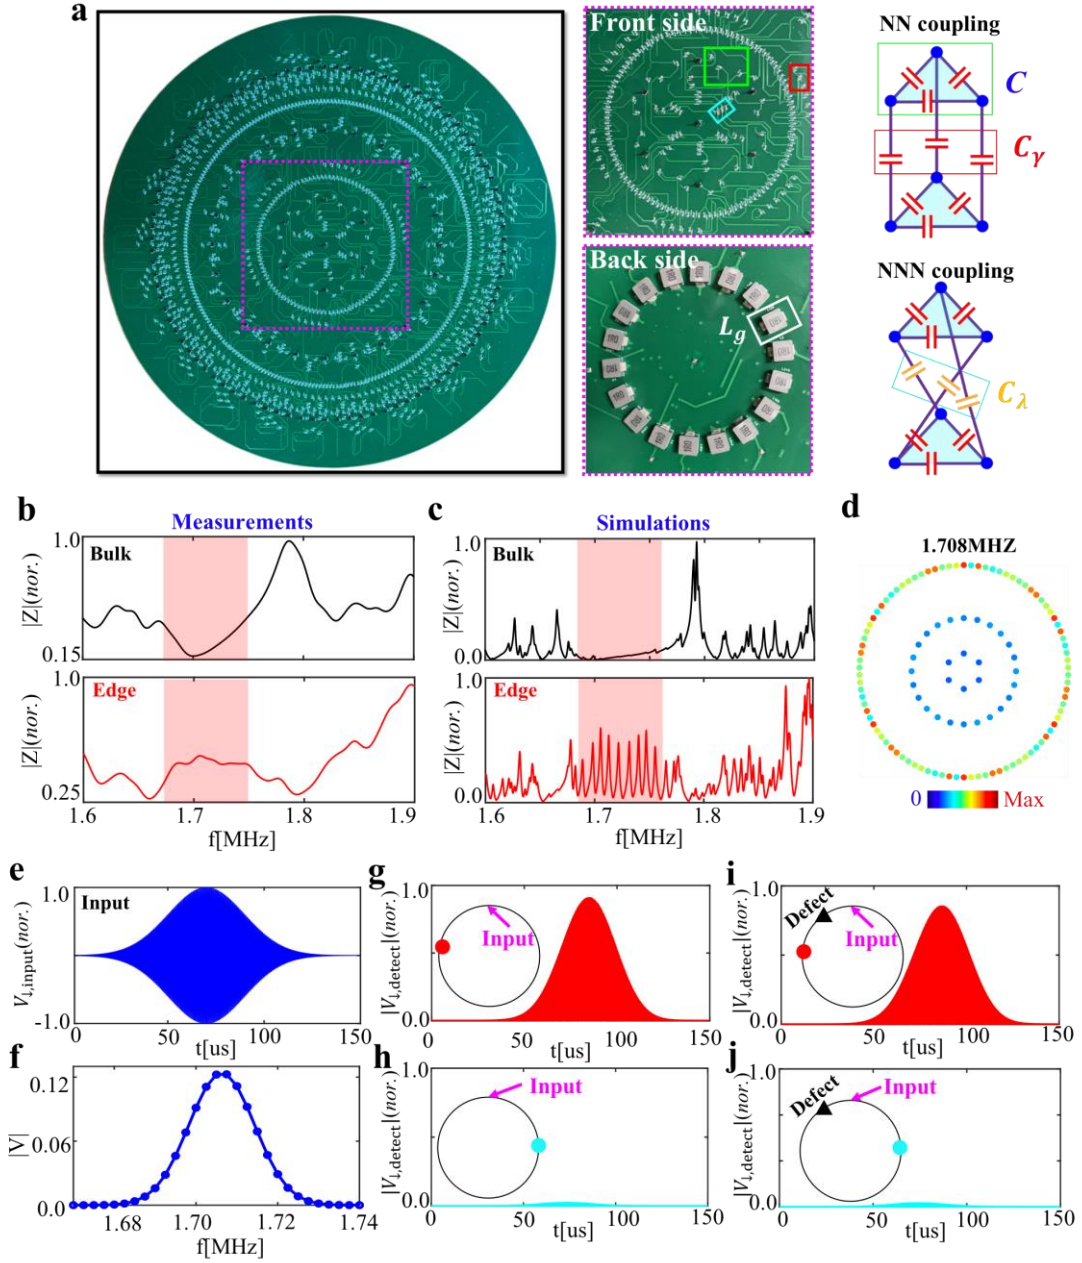 a
Front side
NN coupling
C
Cγ
Back side
Lg
1R0
NNN coupling
Cλ
b
Measurements
Bulk
|Z|(nor.)
1.0
0.15
Edge
|Z|(nor.)
1.0
0.25
1.6 1.7 1.8 1.9
f[MHz]
c
Simulations
Bulk
|Z|(nor.)
1.0
0.0
Edge
|Z|(nor.)
1.0
0.0
1.6 1.7 1.8 1.9
f[MHz]
d
1.708MHZ
0 Max
e
Input
V↓,input(nor.)
1.0
-1.0
0 50 100 150
t[us]
f
|V|
0.12
0.06
0.0
1.68 1.70 1.72 1.74
f[MHz]
g
|V↓,detect|(nor.)
1.0
0.0
Input
0 50 100 150
t[us]
h
|V↓,detect|(nor.)
1.0
0.0
Input
0 50 100 150
t[us]
i
|V↓,detect|(nor.)
1.0
0.0
Defect
Input
0 50 100 150
t[us]
j
|V↓,detect|(nor.)
1.0
0.0
Defect
Input
0 50 100 150
t[us]